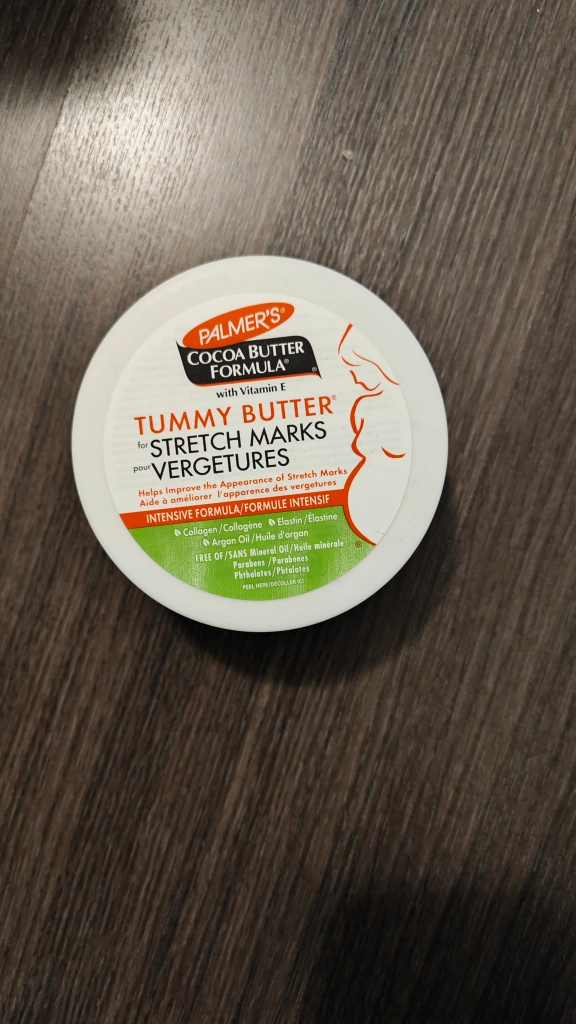 PALMER'S®
COCOA BUTTER
FORMULA®
with Vitamin E
TUMMY BUTTER®
for STRETCH MARKS
pour VERGETURES
Helps Improve the Appearance of Stretch Marks
Aide à améliorer l'apparence des vergetures
INTENSIVE FORMULA/FORMULE INTENSIF
Collagen/Collagène Elastin/Élastine
Argan Oil/Huile d'argan
FREE OF/SANS Mineral Oil/Huile minérale
Parabens/Parabènes
Phthalates/Phtalates
PEEL HERE/DÉCOLLER ICI